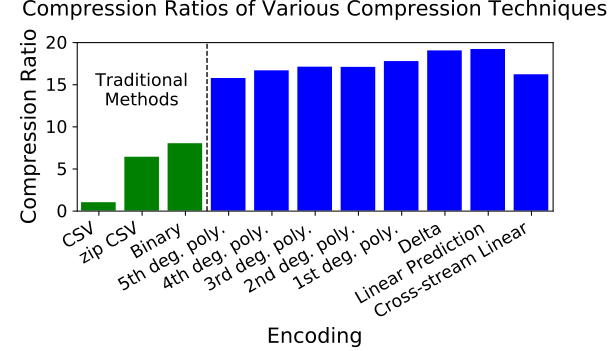 Compression Ratios of Various Compression Techniques
Compression Ratio
20
15
10
5
0
Traditional
Methods
CSV
zip CSV
Binary
5th deg. poly.
4th deg. poly.
3rd deg. poly.
2nd deg. poly.
1st deg. poly.
Delta
Linear Prediction
Cross-stream Linear
Encoding